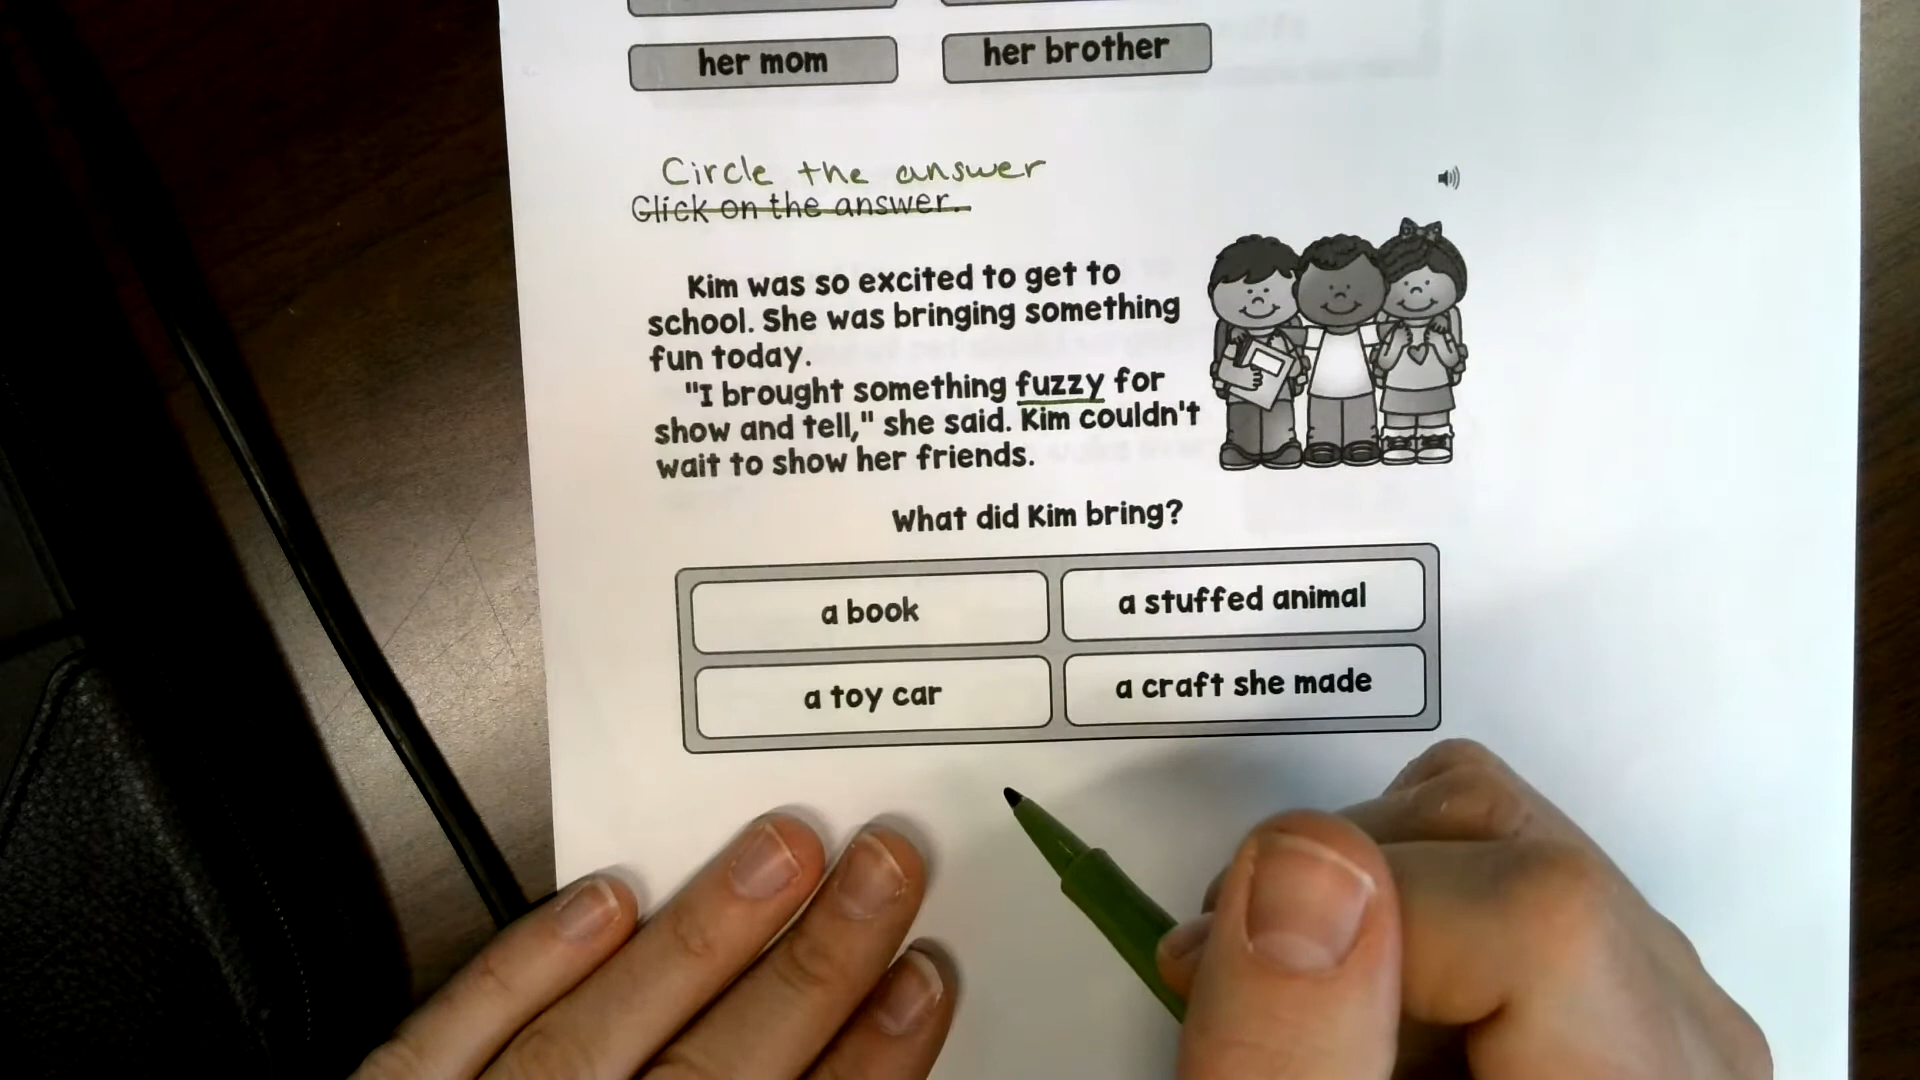 her mom
her brother
Circle the answer
Click on the answer.
Kim was so excited to get to
school. She was bringing something
fun today.
"I brought something fuzzy for
show and tell," she said. Kim couldn't
wait to show her friends.
What did Kim bring?
a book
a stuffed animal
a toy car
a craft she made